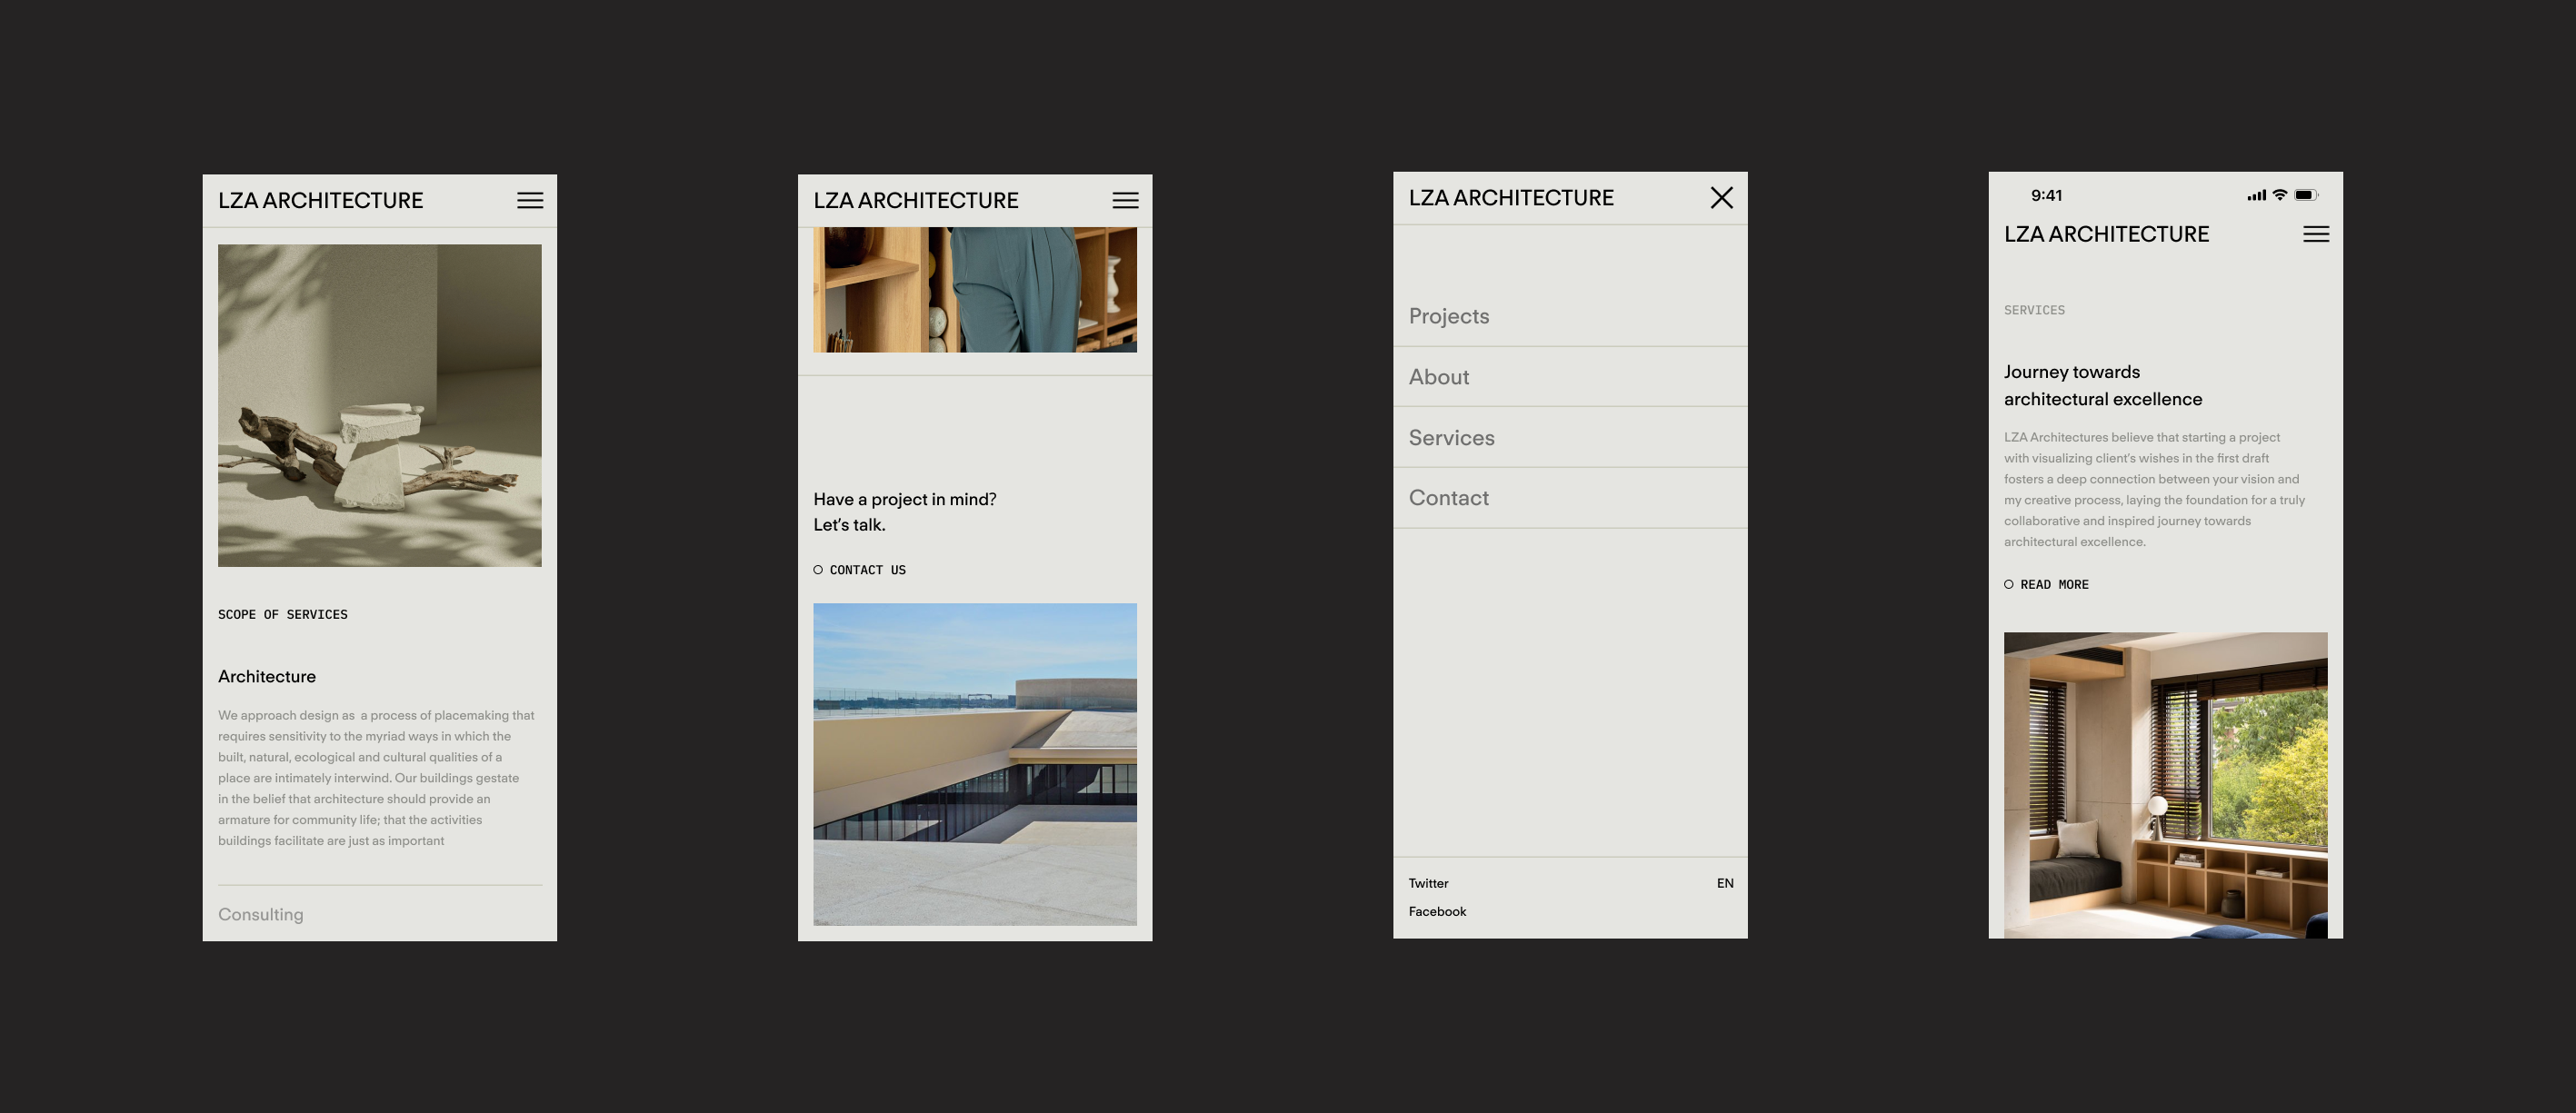 LZA ARCHITECTURE
SCOPE OF SERVICES
Architecture
We approach design as  a process of placemaking that
requires sensitivity to the myriad ways in which the
built, natural, ecological and cultural qualities of a
place are intimately interwind. Our buildings gestate
in the belief that architecture should provide an
armature for community life; that the activities
buildings facilitate are just as important
Consulting
LZA ARCHITECTURE
Have a project in mind?
Let’s talk.
CONTACT US
LZA ARCHITECTURE
Projects
About
Services
Contact
Twitter
EN
Facebook
9:41
LZA ARCHITECTURE
SERVICES
Journey towards
architectural excellence
LZA Architectures believe that starting a project
with visualizing client's wishes in the first draft
fosters a deep connection between your vision and
my creative process, laying the foundation for a truly
collaborative and inspired journey towards
architectural excellence.
READ MORE